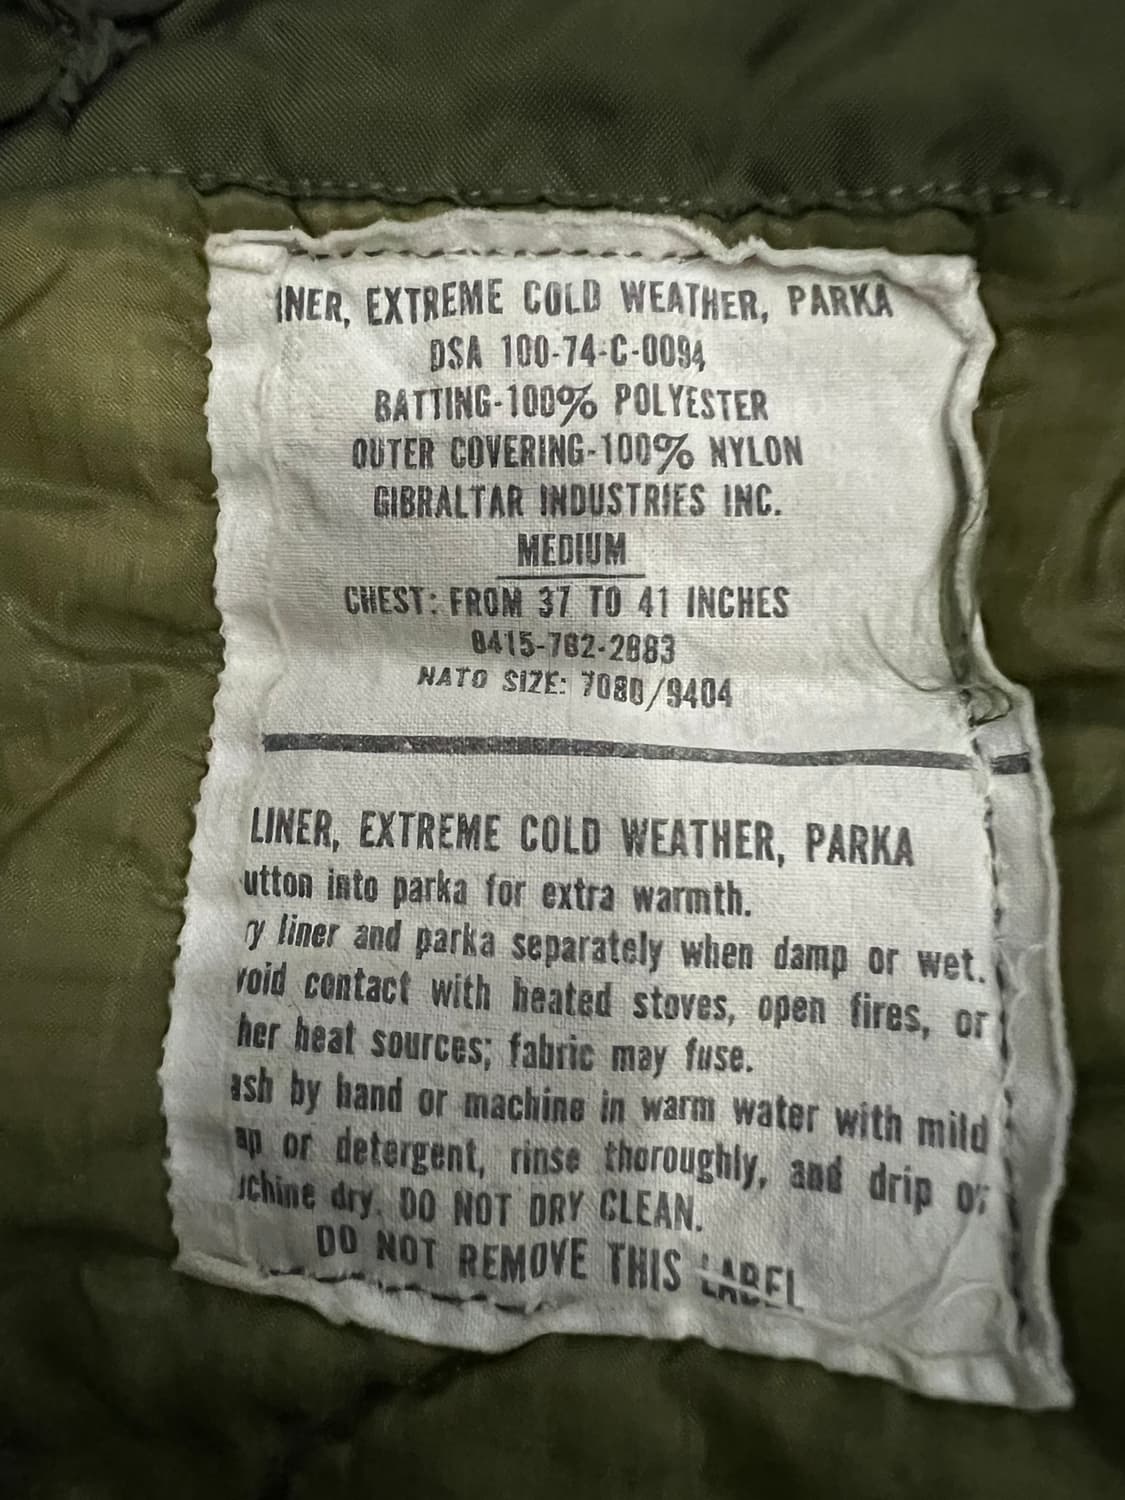 INER, EXTREME COLD WEATHER, PARKA
DSA 100-74-C-0094
BATTING-100% POLYESTER
OUTER COVERING-100% NYLON
GIBRALTAR INDUSTRIES INC.
MEDIUM
CHEST: FROM 37 TO 41 INCHES
8415-782-2883
NATO SIZE: 7080/9404
LINER, EXTREME COLD WEATHER, PARKA
utton into parka for extra warmth.
ry liner and parka separately when damp or wet.
void contact with heated stoves, open fires, or
her heat sources; fabric may fuse.
ash by hand or machine in warm water with mild
ap or detergent, rinse thoroughly, and drip or
achine dry. DO NOT DRY CLEAN.
DO NOT REMOVE THIS LABEL